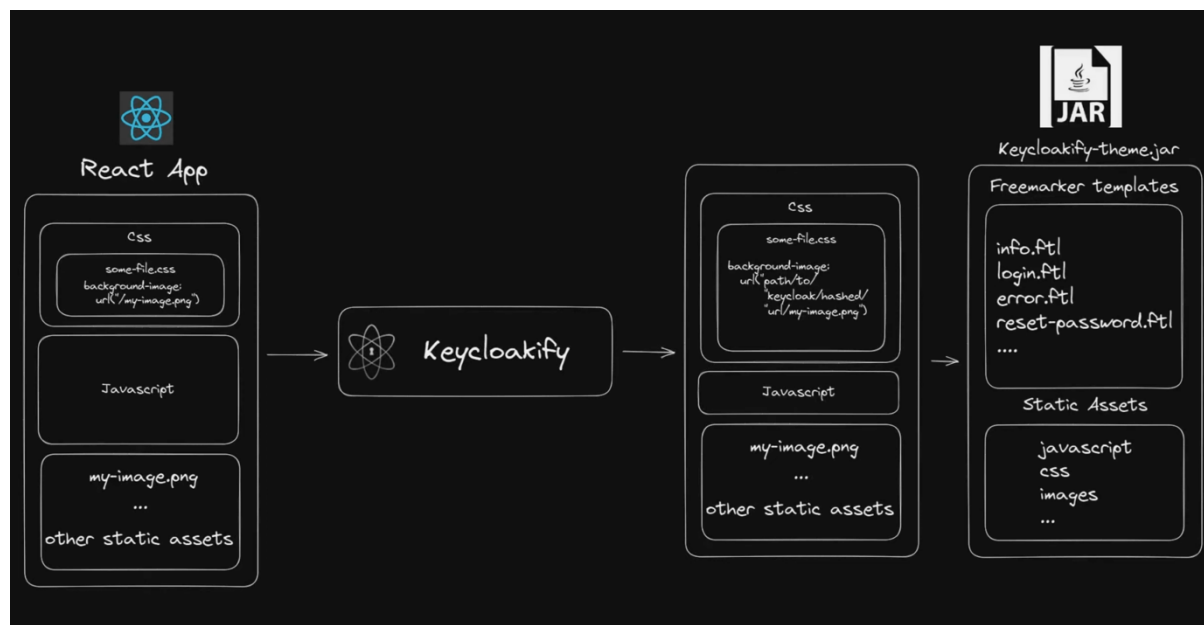 React App
Css
some-file.css
background-image:
url("/my-image.png")
Javascript
my-image.png
...
other static assets
Keycloakify
Css
some-file.css
background-image:
url("path/to/
"keycloak/hashed/
"url/my-image.png")
Javascript
my-image.png
...
other static assets
JAR
Keycloakify-theme.jar
Freemarker templates
info.ftl
login.ftl
error.ftl
reset-password.ftl
....
Static Assets
javascript
css
images
...